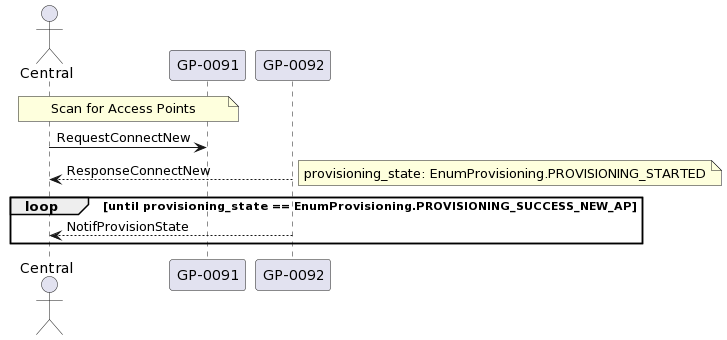 Central
GP-0091
GP-0092
Scan for Access Points
RequestConnectNew
ResponseConnectNew
provisioning_state: EnumProvisioning.PROVISIONING_STARTED
loop
[until provisioning_state == EnumProvisioning.PROVISIONING_SUCCESS_NEW_AP]
NotifProvisionState
Central
GP-0091
GP-0092